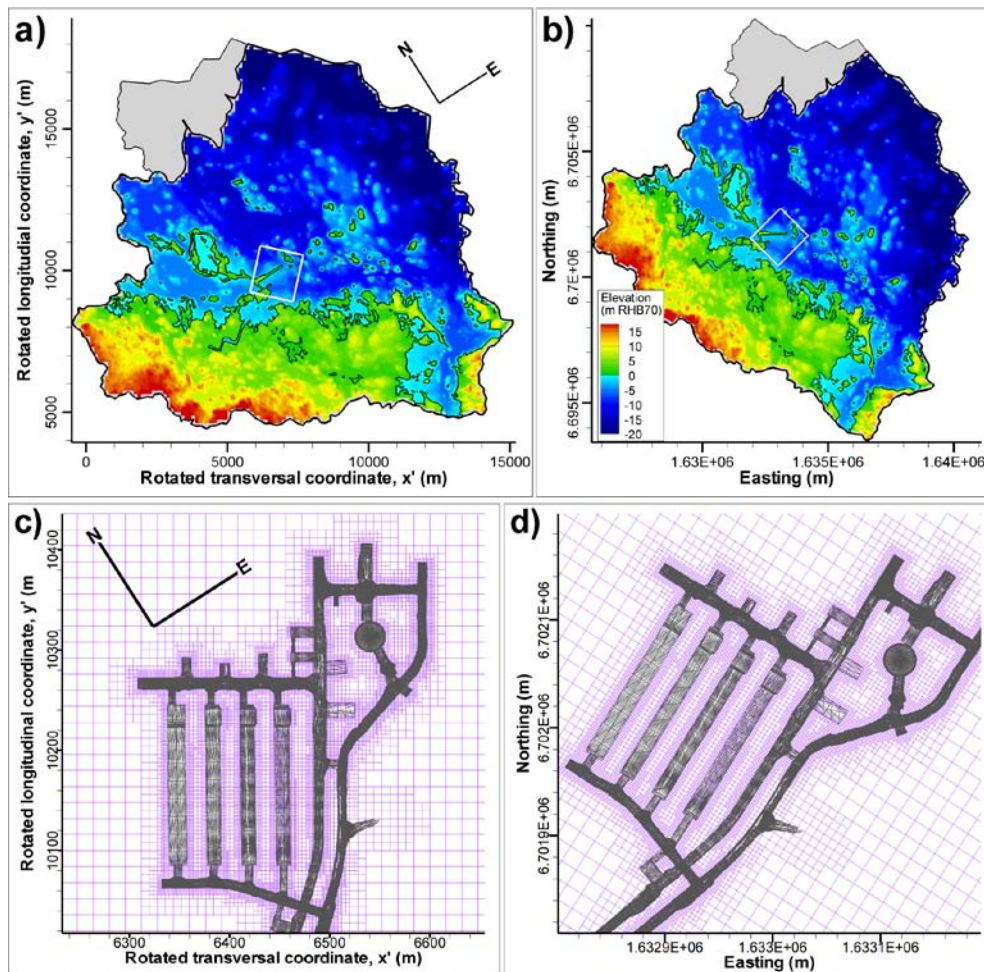 a)
N
E
Rotated longitudial coordinate, y' (m)
15000
10000
5000
0
5000
10000
15000
Rotated transversal coordinate, x' (m)
b)
Northing (m)
6.705E+06
6.7E+06
6.695E+06
Elevation
(m RHB70)
15
10
5
0
-5
-10
-15
-20
1.63E+06
1.635E+06
1.64E+06
Easting (m)
c)
N
E
Rotated longitudinal coordinate, y' (m
10400
10300
10200
10100
6300
6400
6500
6600
Rotated transversal coordinate, x' (m)
d)
Northing (m)
6.7021E+06
6.702E+06
6.7019E+06
1.6329E+06
1.633E+06
1.6331E+06
Easting (m)